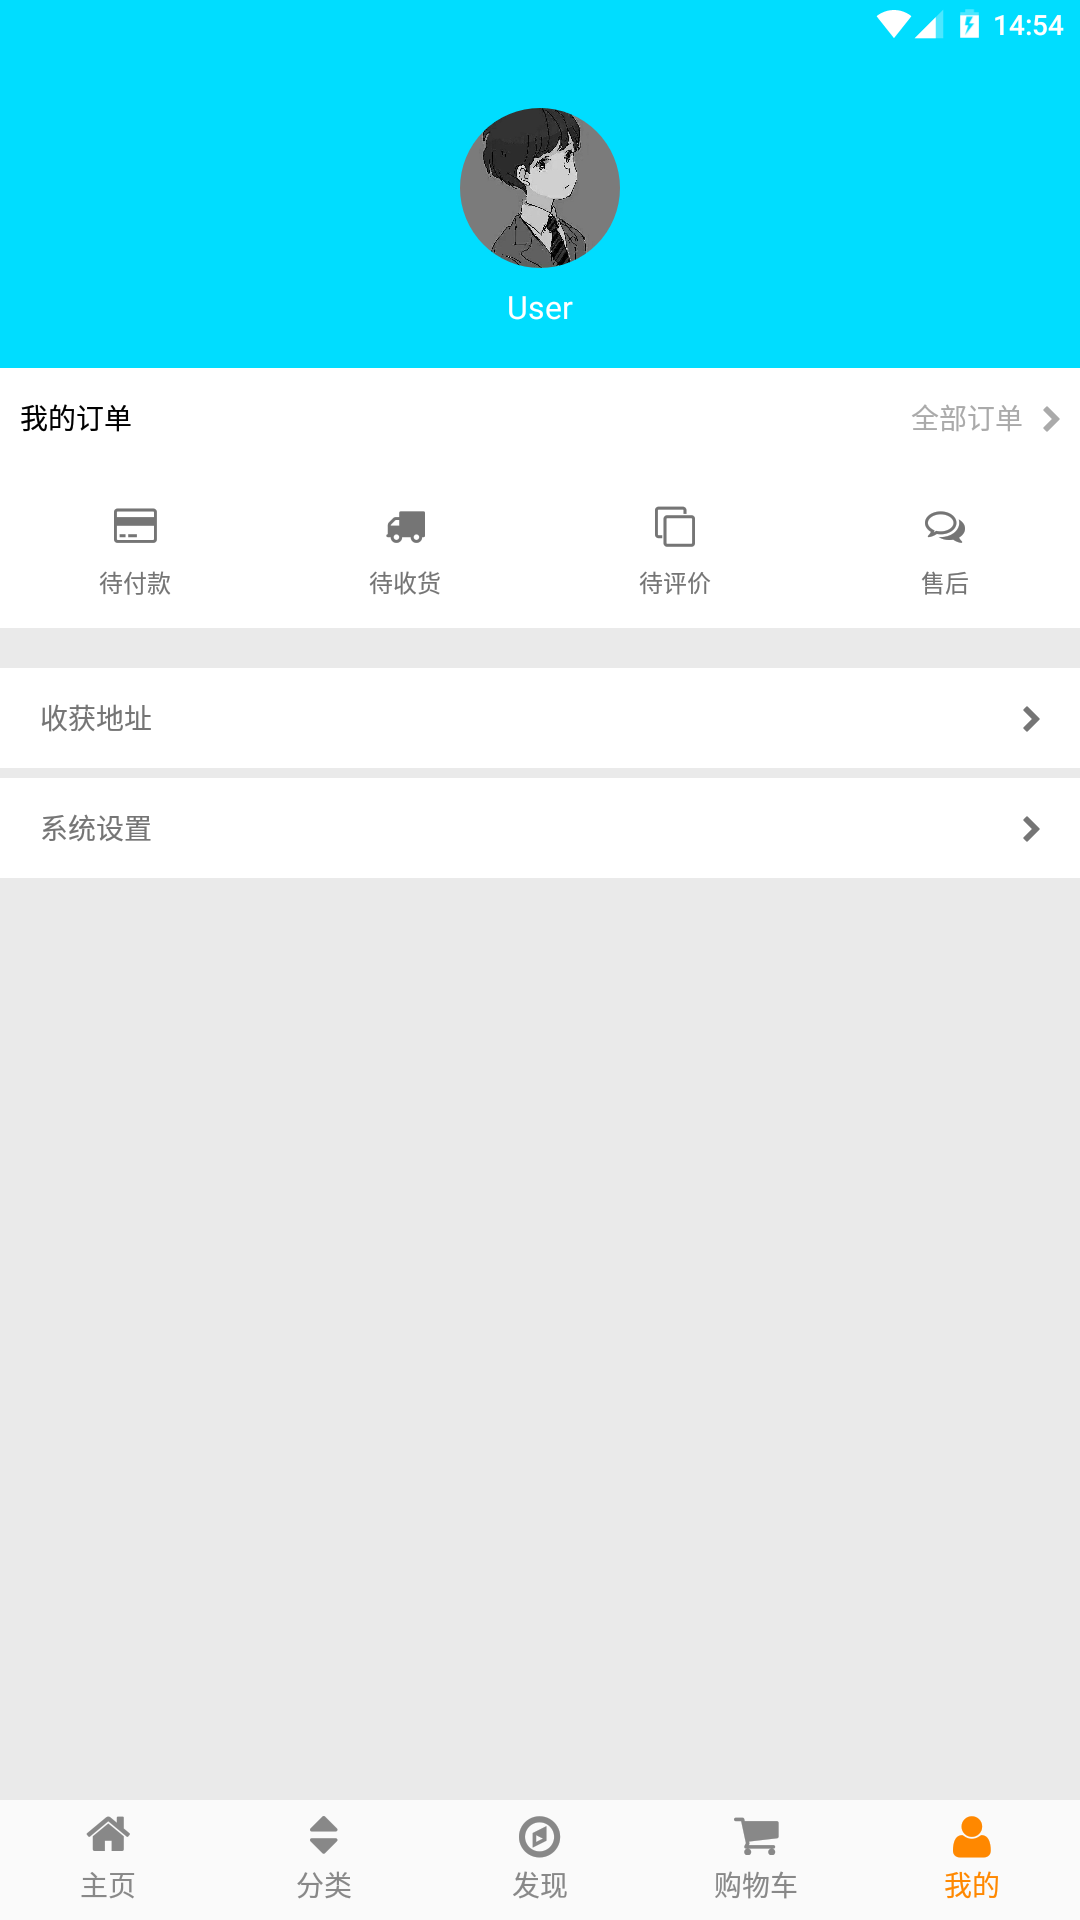 14:54
User
我的订单 全部订单
待付款 待收货 待评价 售后
收获地址
系统设置
主页 分类 发现 购物车 我的